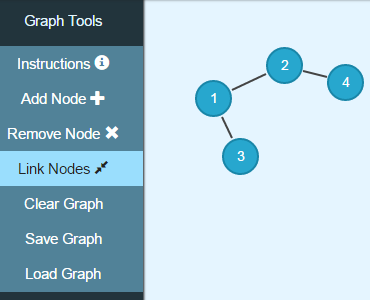 Graph Tools
Instructions
Add Node
Remove Node
Link Nodes
Clear Graph
Save Graph
Load Graph
2
4
1
3